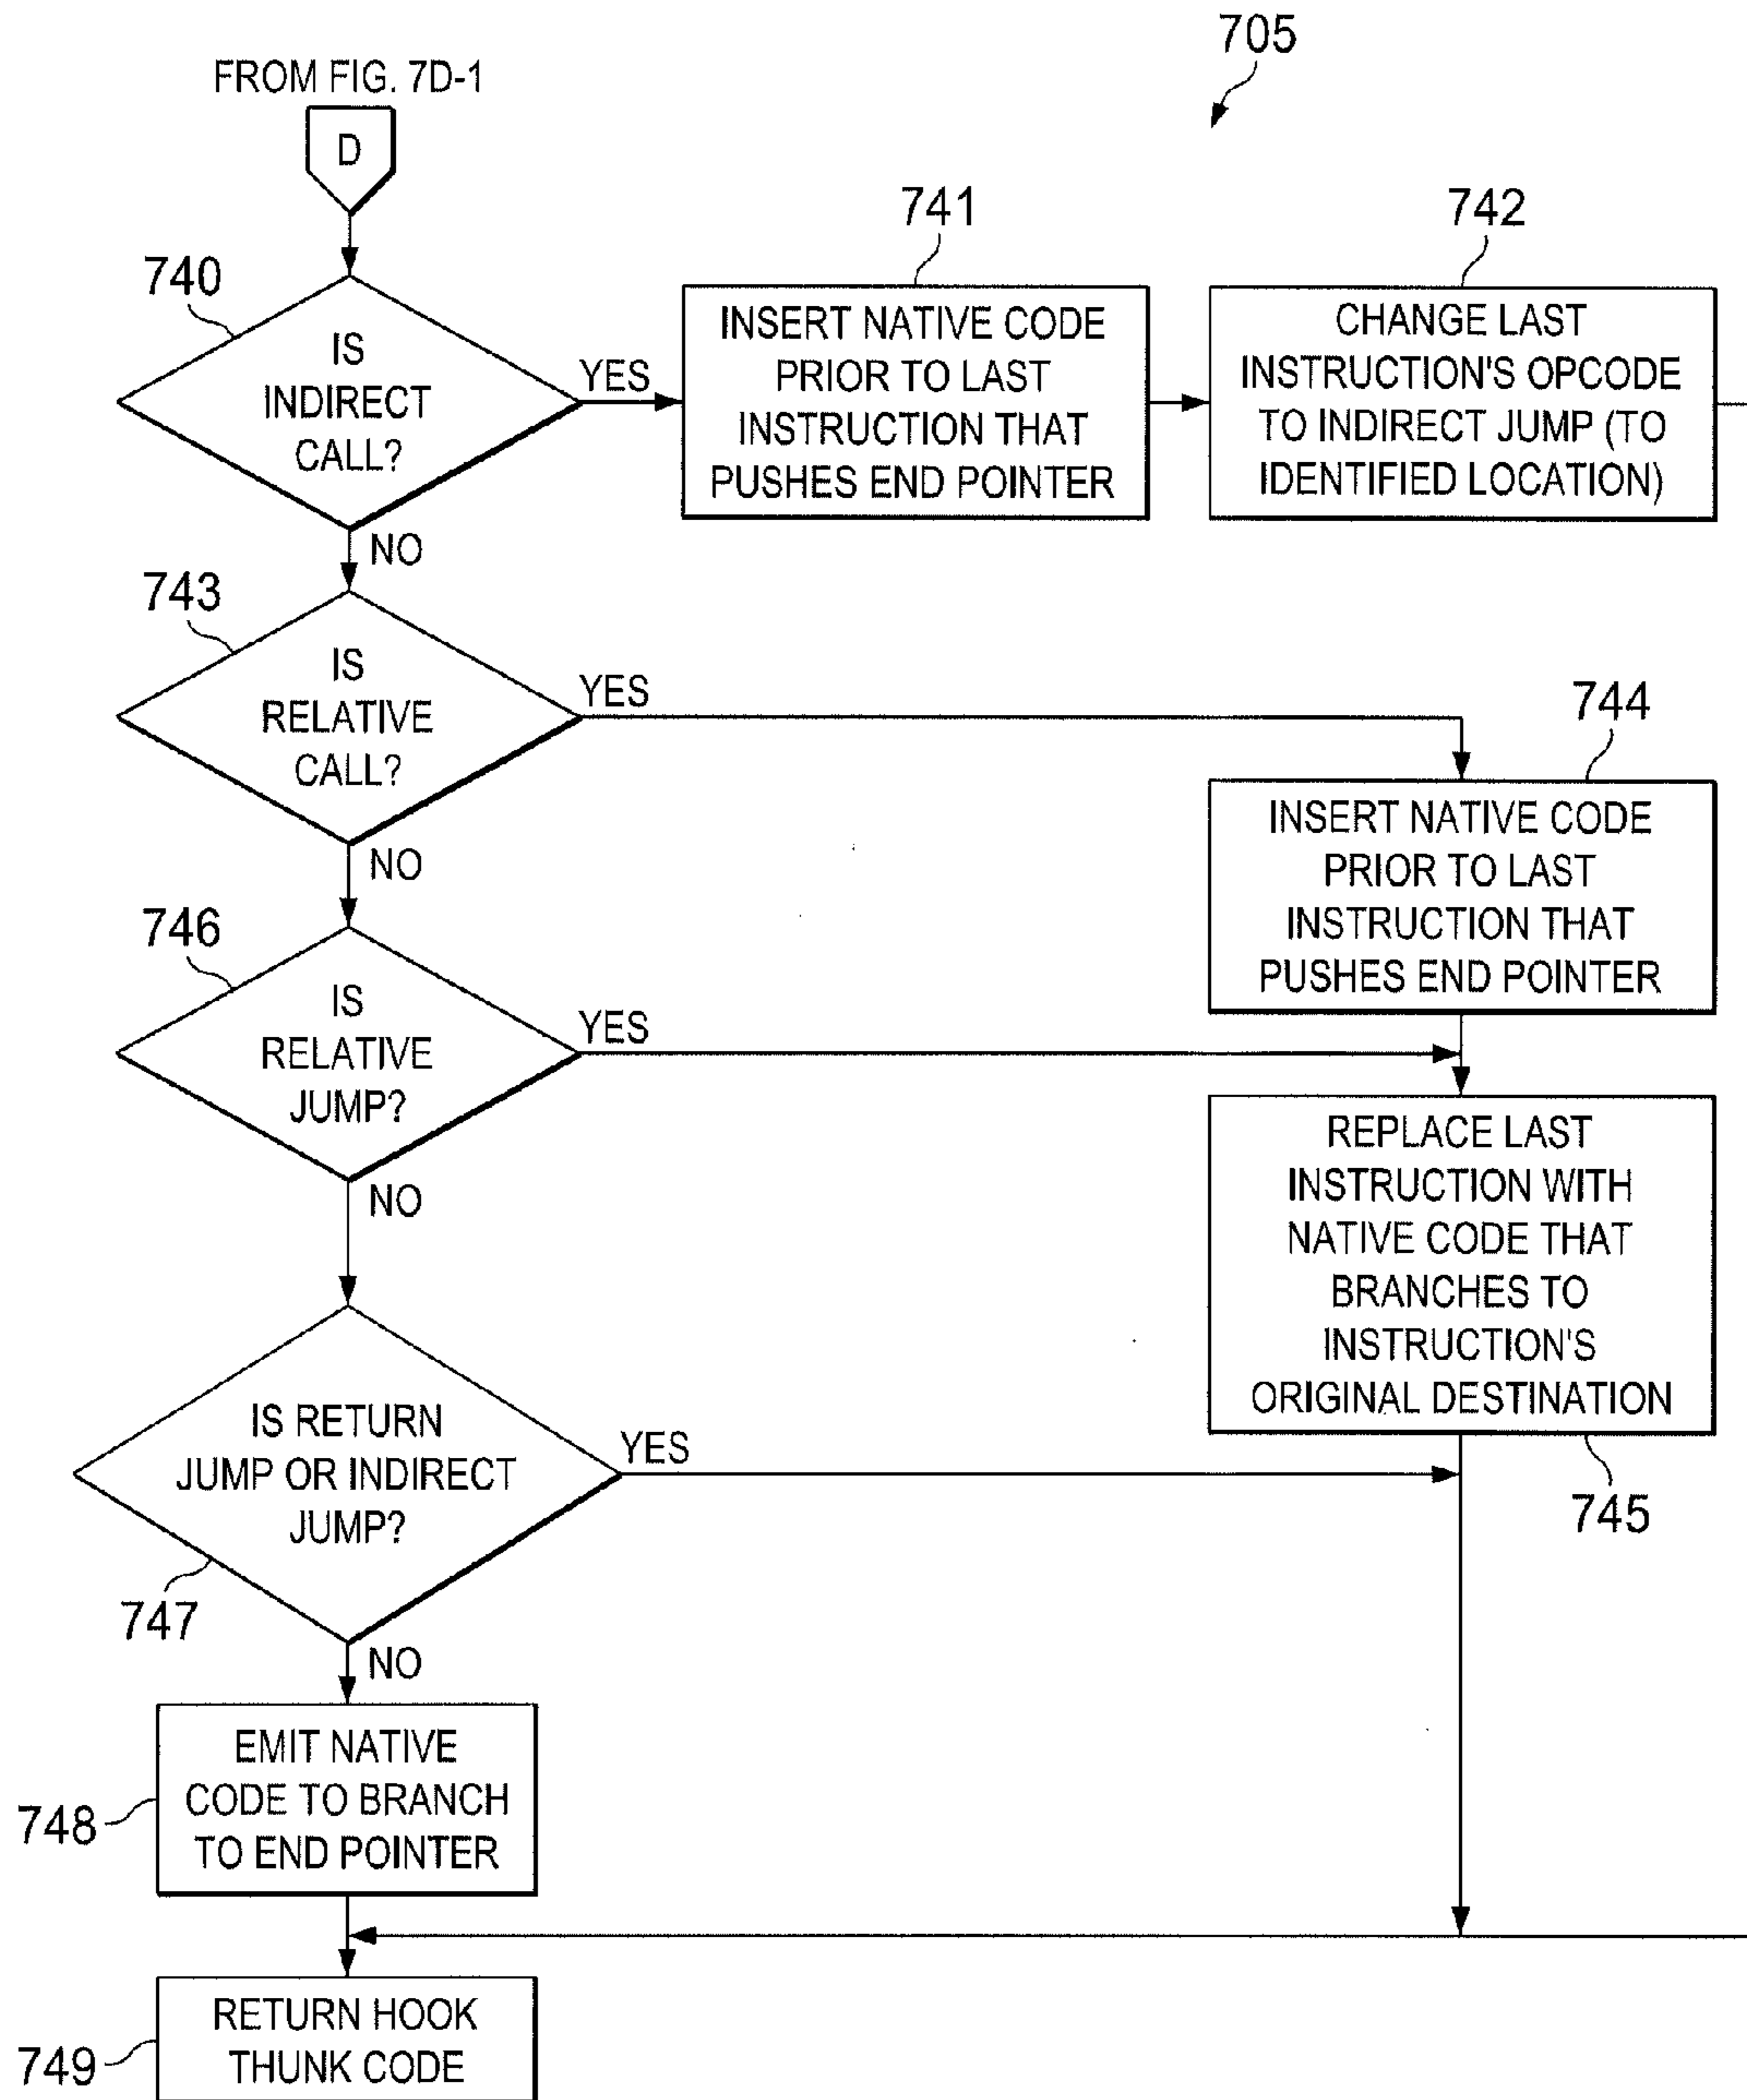 705
FROM FIG. 7D-1
D
740
IS
INDIRECT
CALL?
YES
NO
741
INSERT NATIVE CODE
PRIOR TO LAST
INSTRUCTION THAT
PUSHES END POINTER
742
CHANGE LAST
INSTRUCTION'S OPCODE
TO INDIRECT JUMP (TO
IDENTIFIED LOCATION)
743
IS
RELATIVE
CALL?
YES
NO
744
INSERT NATIVE CODE
PRIOR TO LAST
INSTRUCTION THAT
PUSHES END POINTER
746
IS
RELATIVE
JUMP?
YES
NO
REPLACE LAST
INSTRUCTION WITH
NATIVE CODE THAT
BRANCHES TO
INSTRUCTION'S
ORIGINAL DESTINATION
745
IS RETURN
JUMP OR INDIRECT
JUMP?
YES
747
NO
EMIT NATIVE
CODE TO BRANCH
TO END POINTER
748
RETURN HOOK
THUNK CODE
749